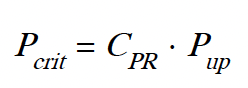 P_crit = C_PR · P_up